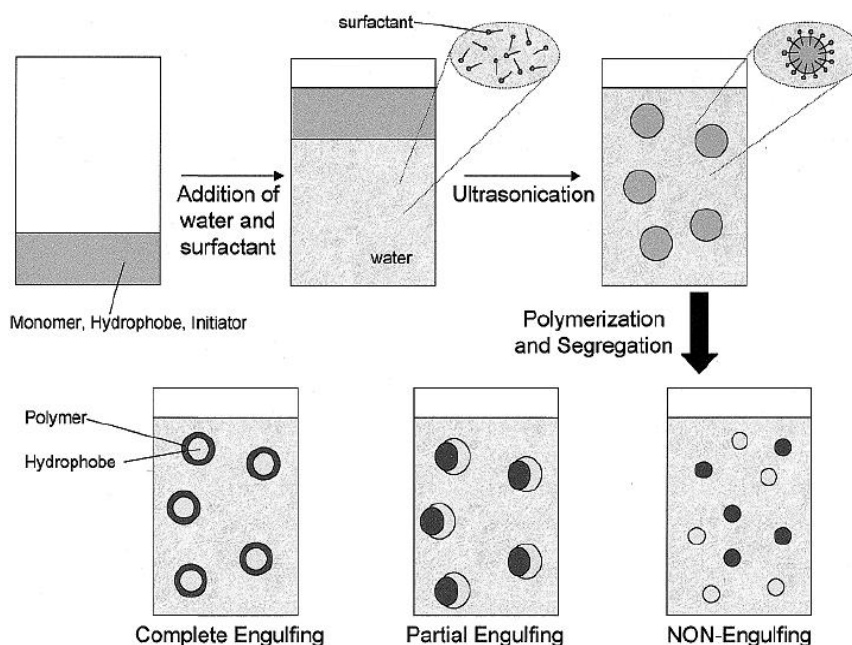 surfactant
Addition of
water and
surfactant
Ultrasonication
water
Monomer, Hydrophobe, Initiator
Polymerization
and Segregation
Polymer
Hydrophobe
Complete Engulfing
Partial Engulfing
NON-Engulfing